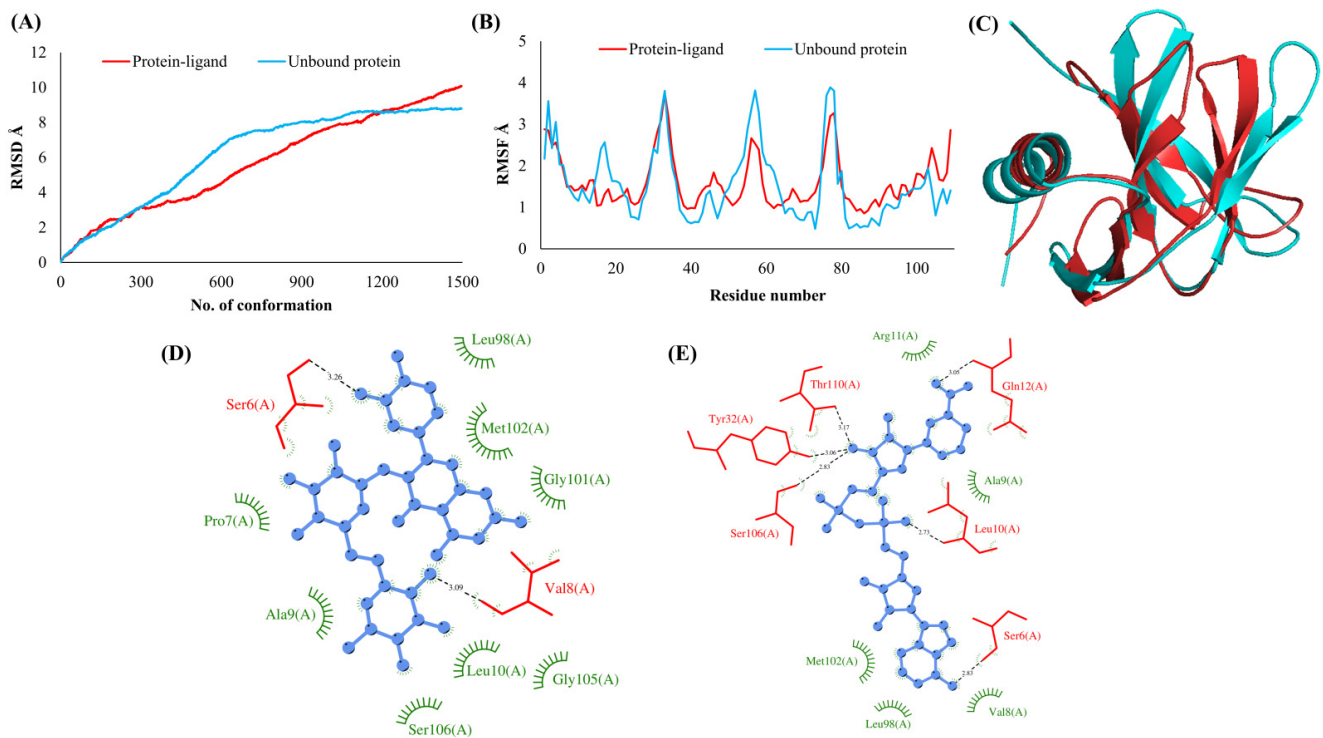 (A)
12
10
8
6
4
2
0
RMSD Å
Protein-ligand
Unbound protein
0
300
600
900
1200
1500
No. of conformation
(B)
5
4
3
2
1
0
RMSF Å
Protein-ligand
Unbound protein
0
20
40
60
80
100
Residue number
(C)
(D)
Leu98(A)
3.26
Ser6(A)
Met102(A)
Gly101(A)
Pro7(A)
Val8(A)
3.09
Ala9(A)
Leu10(A)
Gly105(A)
Ser106(A)
(E)
Arg11(A)
3.05
Gln12(A)
Thr110(A)
3.17
Tyr32(A)
3.06
2.83
Ala9(A)
Ser106(A)
Leu10(A)
2.73
Ser6(A)
Met102(A)
2.83
Val8(A)
Leu98(A)